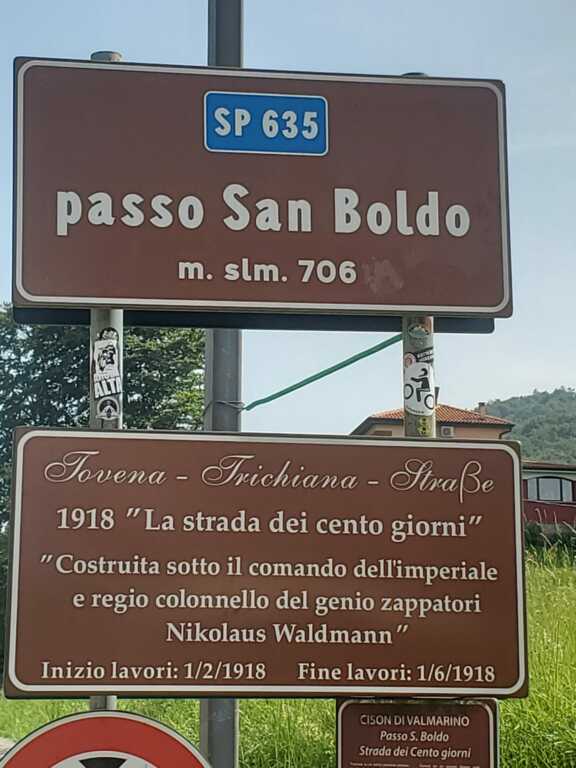 SP 635
passo San Boldo
m. slm. 706
Tovena - Trichiana - Straße
1918 "La strada dei cento giorni"
"Costruita sotto il comando dell'imperiale
e regio colonnello del genio zappatori
Nikolaus Waldmann"
Inizio lavori: 1/2/1918 Fine lavori: 1/6/1918
CISON DI VALMARINO
Passo S. Boldo
Strada dei Cento giorni
ALTA